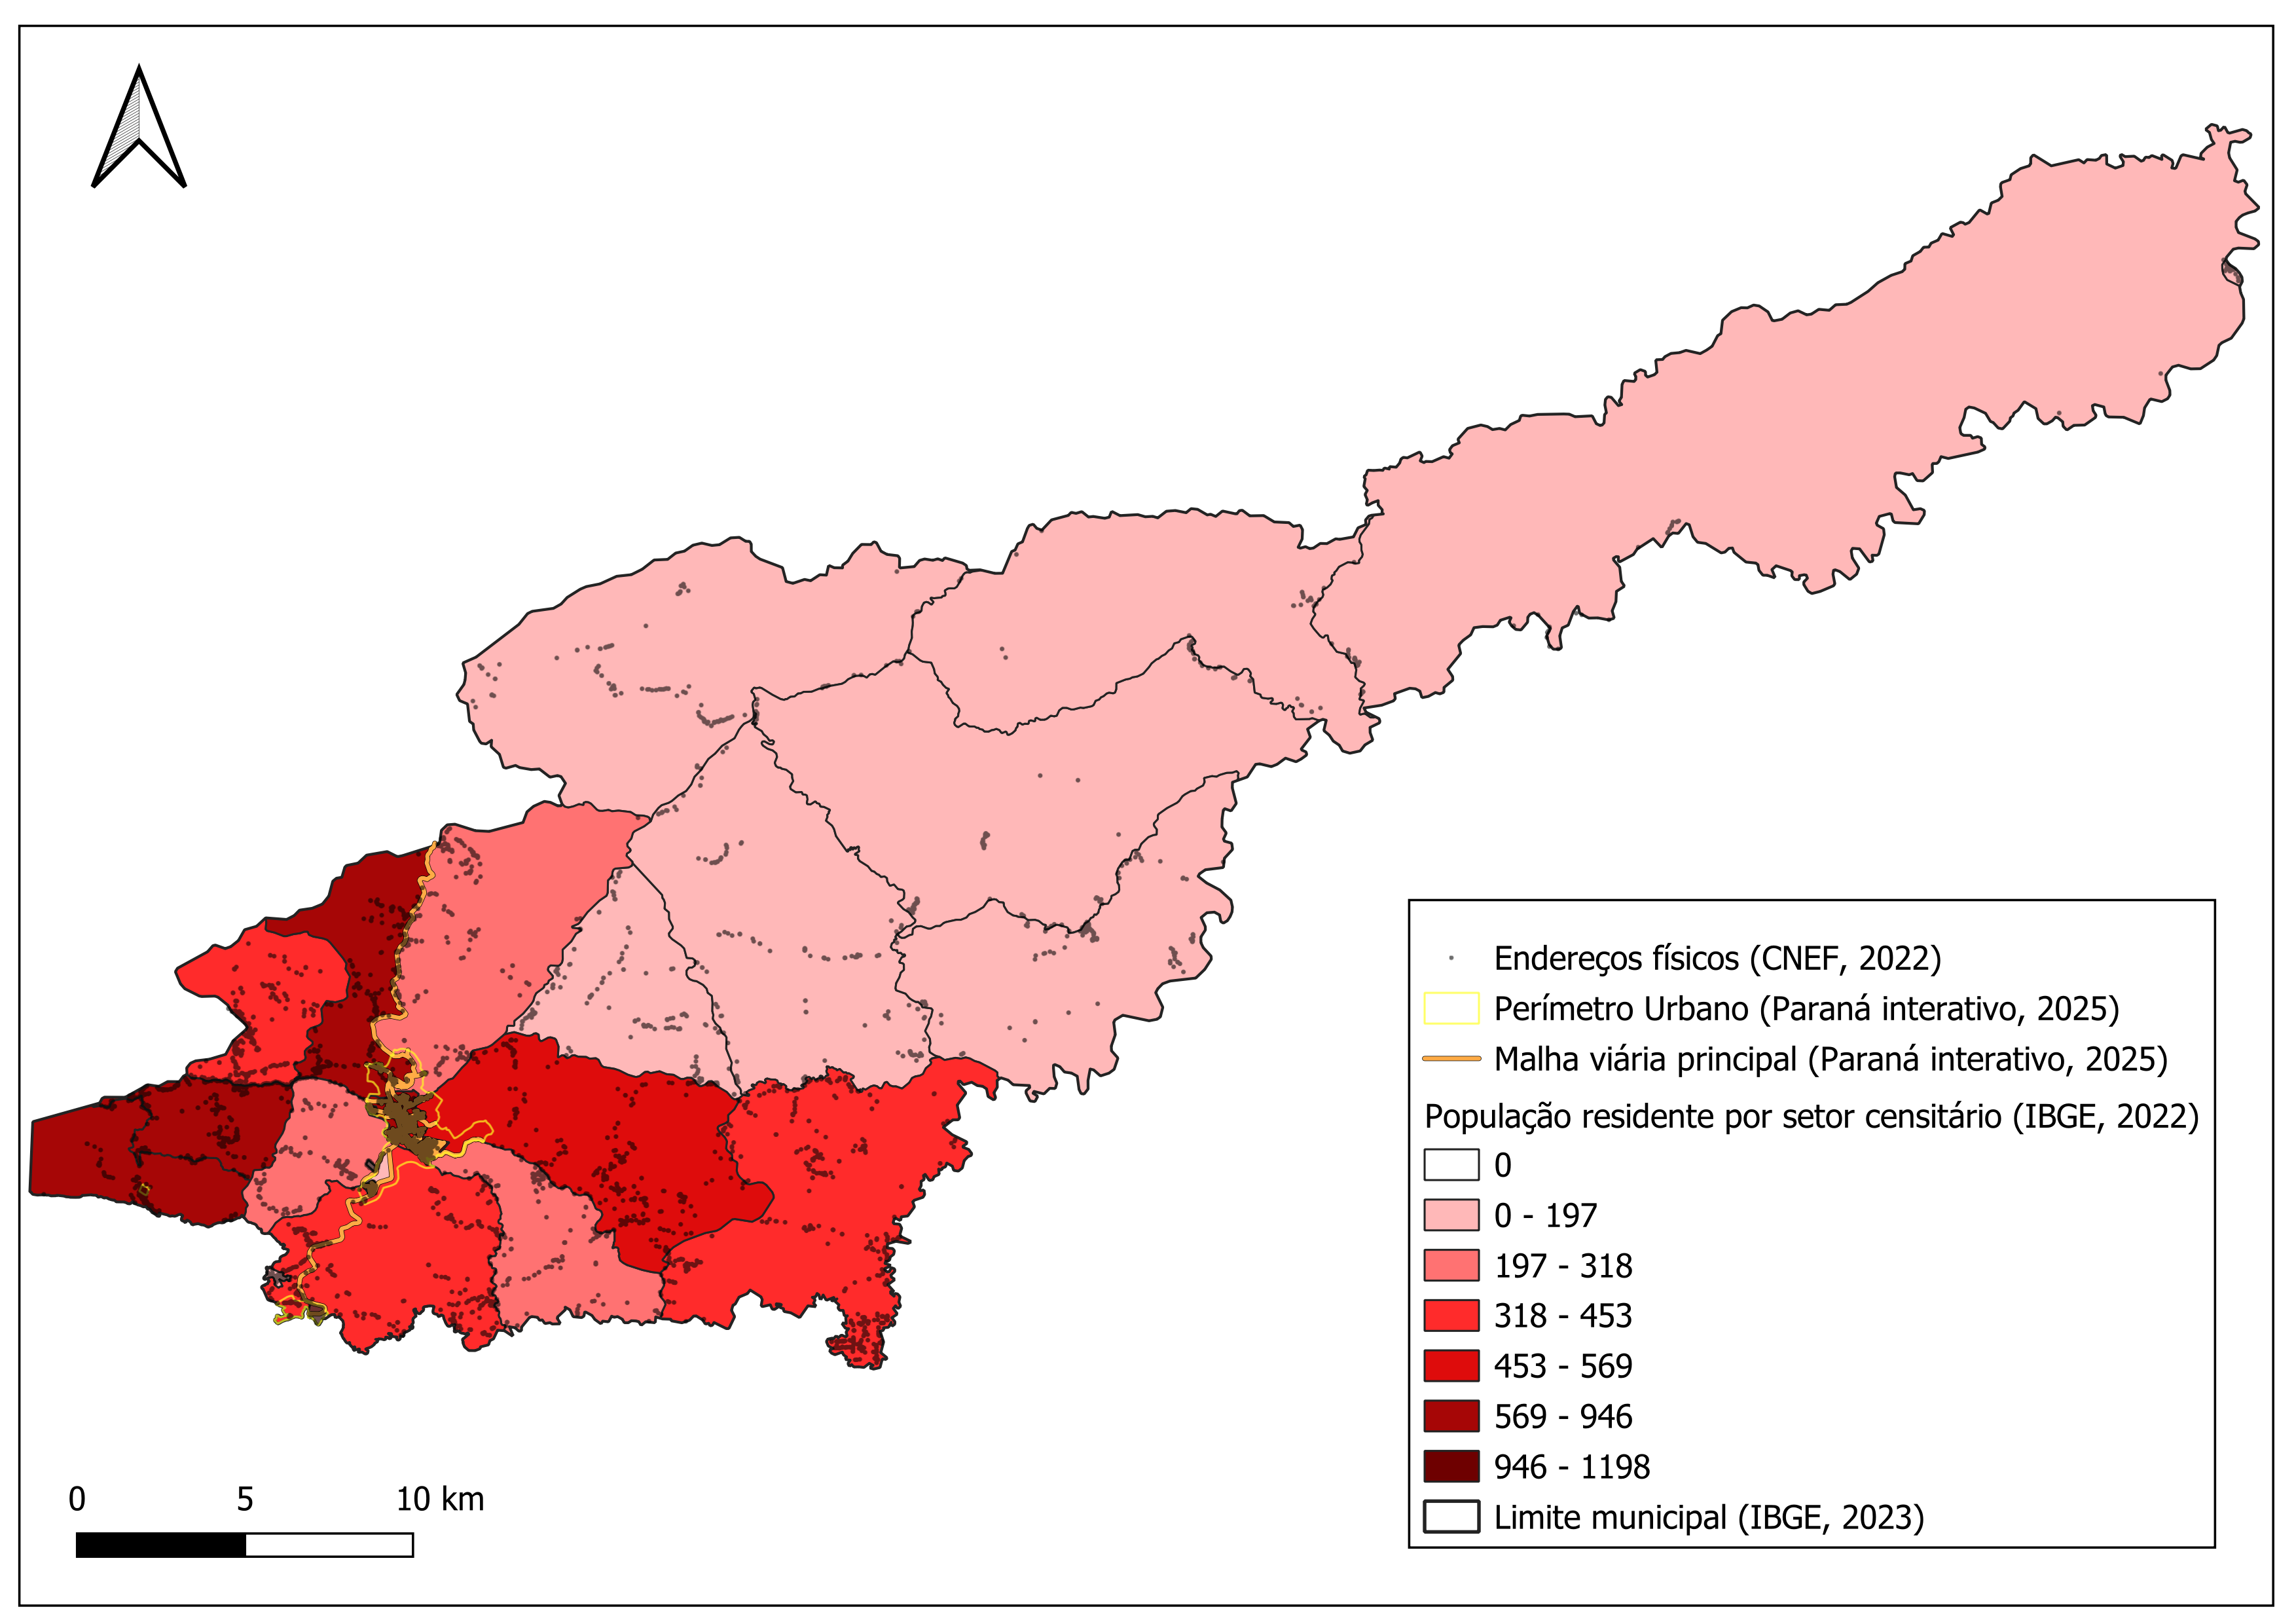 Endereços físicos (CNEF, 2022)
Perímetro Urbano (Paraná interativo, 2025)
Malha viária principal (Paraná interativo, 2025)
População residente por setor censitário (IBGE, 2022)
0
0 - 197
197 - 318
318 - 453
453 - 569
569 - 946
946 - 1198
Limite municipal (IBGE, 2023)
0 5 10 km